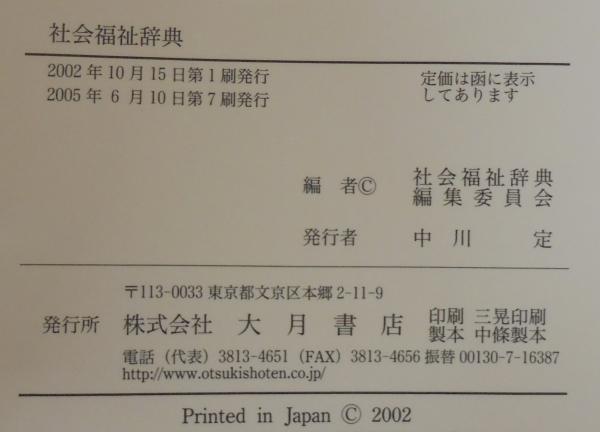 社会福祉辞典
2002年10月15日第1刷発行
2005年 6 月10日第7刷発行
定価は函に表示
してあります
編 者© 社会福祉辞典
編集委員会
発行者 中川 定
〒113-0033 東京都文京区本郷2-11-9
発行所 株式会社 大月書店 印刷 三晃印刷
製本 中條製本
電話（代表）3813-4651（FAX）3813-4656 振替00130-7-16387
http://www.otsukishoten.co.jp/
Printed in Japan © 2002